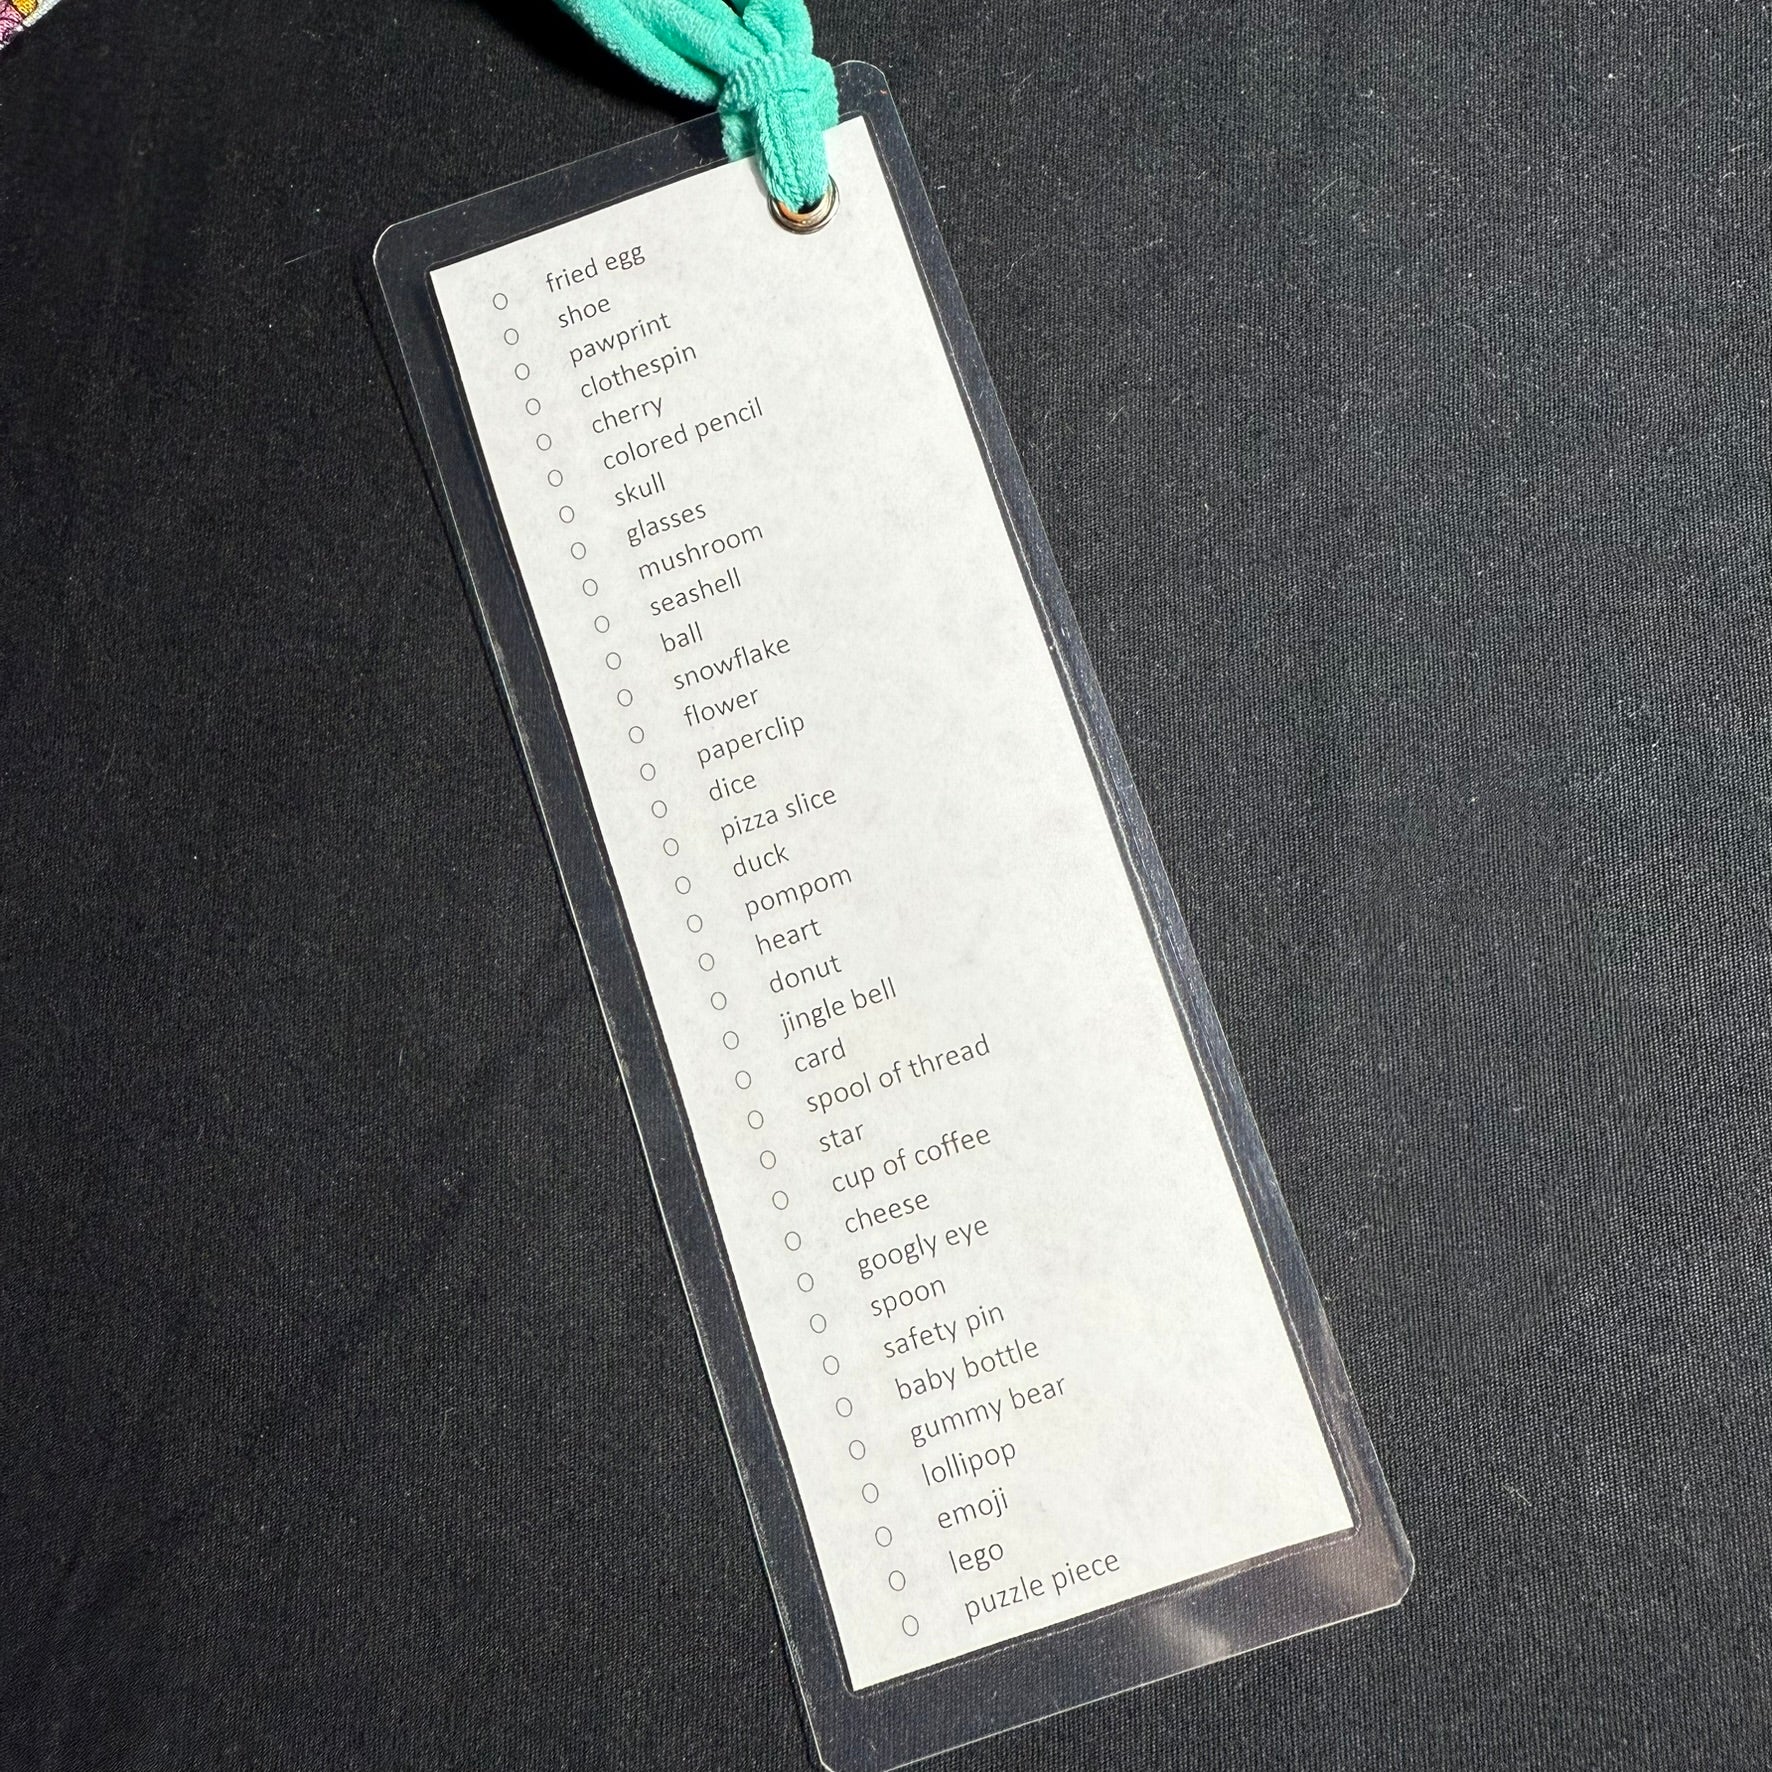 ○ fried egg
○ shoe
○ pawprint
○ clothespin
○ cherry
○ colored pencil
○ skull
○ glasses
○ mushroom
○ seashell
○ ball
○ snowflake
○ flower
○ paperclip
○ dice
○ pizza slice
○ duck
○ pompom
○ heart
○ donut
○ jingle bell
○ card
○ spool of thread
○ star
○ cup of coffee
○ cheese
○ googly eye
○ spoon
○ safety pin
○ baby bottle
○ gummy bear
○ lollipop
○ emoji
○ lego
○ puzzle piece